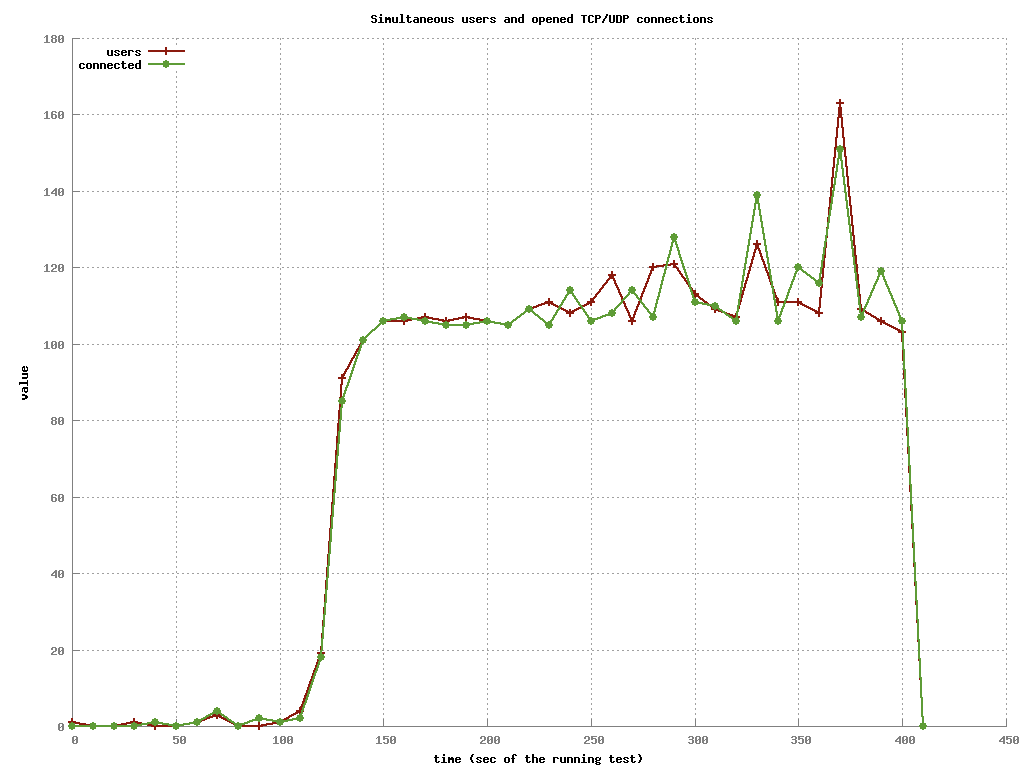 Simultaneous users and opened TCP/UDP connections
180
users
connected
160
140
120
100
value
80
60
40
20
0
0 50 100 150 200 250 300 350 400 450
time (sec of the running test)